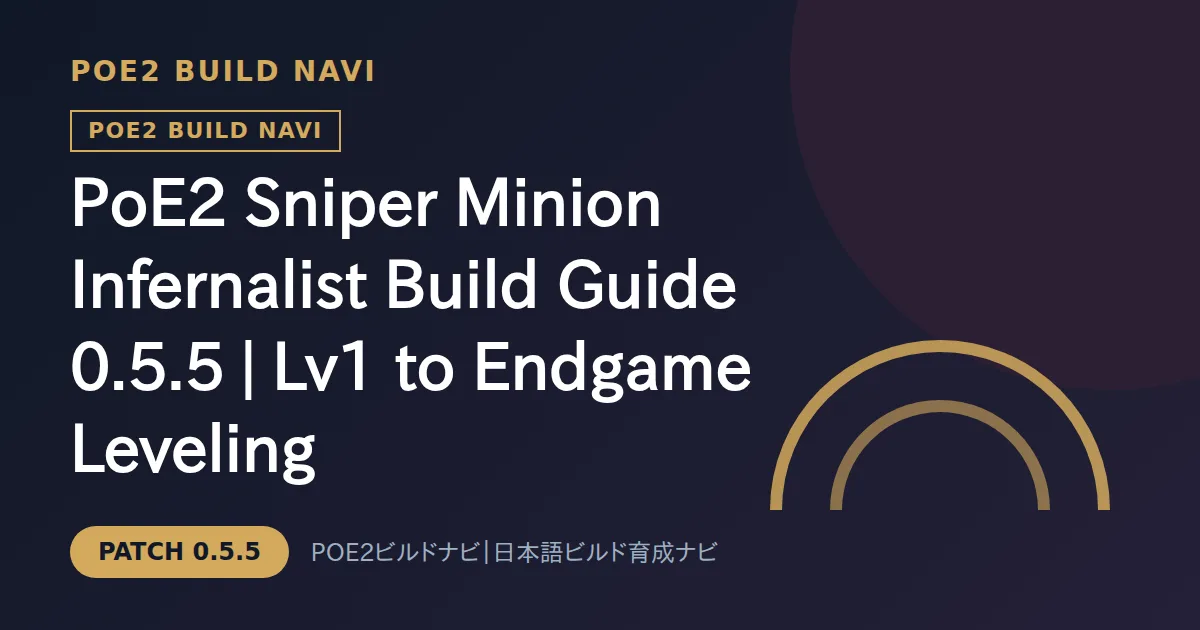 POE2 BUILD NAVI
POE2 BUILD NAVI
PoE2 Sniper Minion
Infernalist Build Guide
0.5.5 | Lv1 to Endgame
Leveling
PATCH 0.5.5
POE2ビルドナビ|日本語ビルド育成ナビ